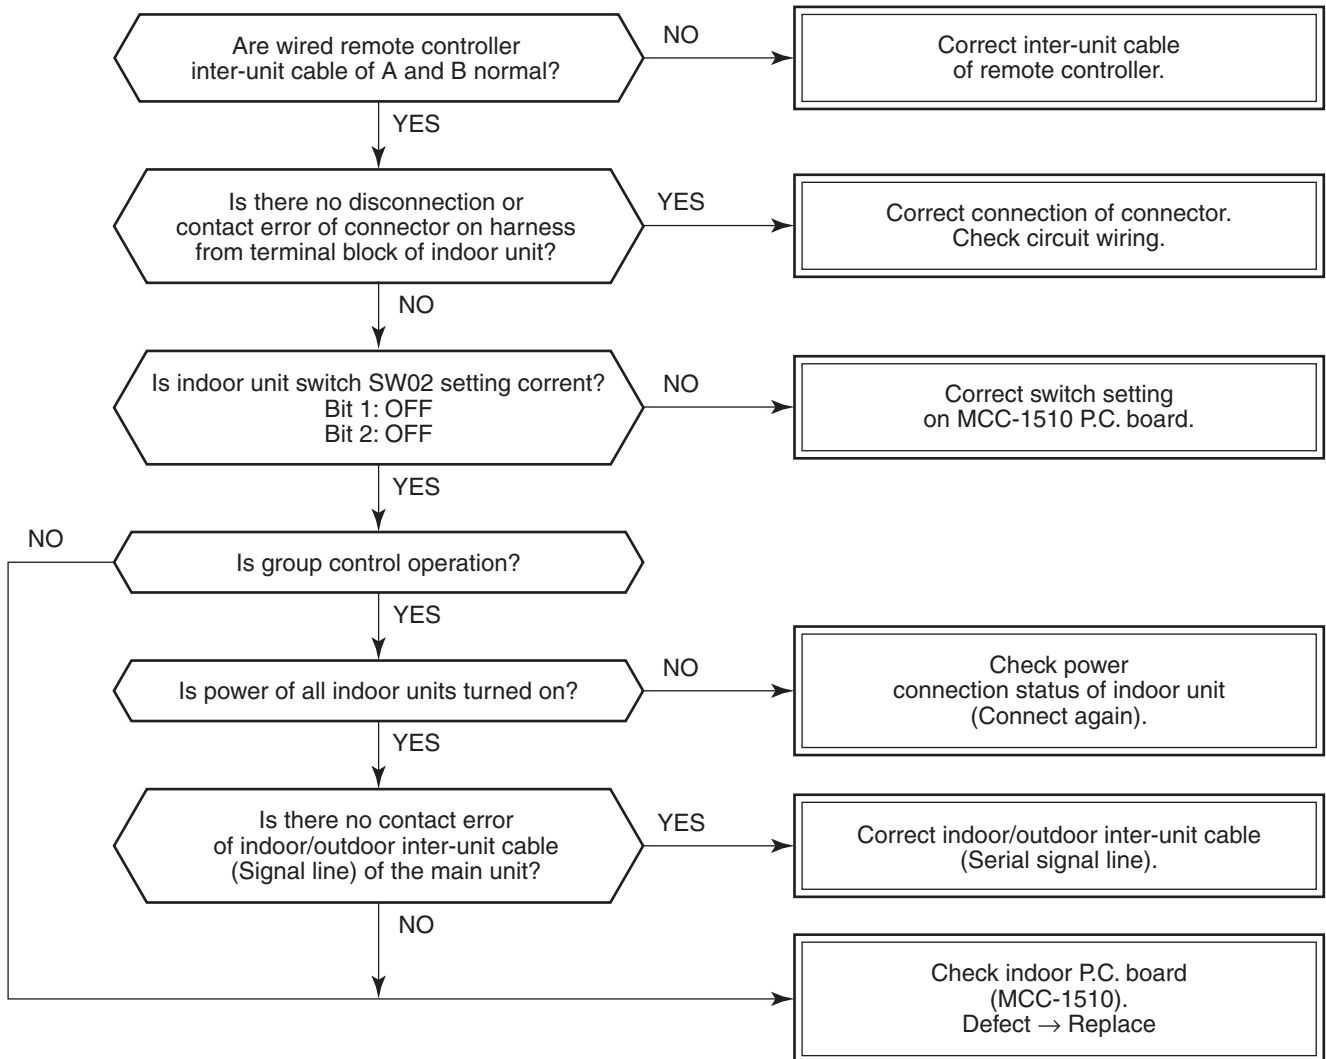 Are wired remote controller
inter-unit cable of A and B normal?
NO
Correct inter-unit cable
of remote controller.
YES
Is there no disconnection or
contact error of connector on harness
from terminal block of indoor unit?
YES
Correct connection of connector.
Check circuit wiring.
NO
Is indoor unit switch SW02 setting corrent?
Bit 1: OFF
Bit 2: OFF
NO
Correct switch setting
on MCC-1510 P.C. board.
YES
NO
Is group control operation?
YES
Is power of all indoor units turned on?
NO
Check power
connection status of indoor unit
(Connect again).
YES
Is there no contact error
of indoor/outdoor inter-unit cable
(Signal line) of the main unit?
YES
Correct indoor/outdoor inter-unit cable
(Serial signal line).
NO
Check indoor P.C. board
(MCC-1510).
Defect → Replace